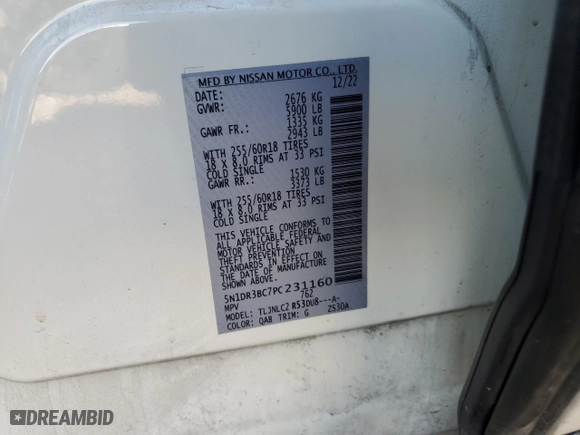 MFD BY NISSAN MOTOR CO., LTD.
DATE: 12/22
GVWR: 2676 KG
5900 LB
GAWR FR.: 1335 KG
2943 LB
WITH 255/60R18 TIRES
18 X 8.0 RIMS AT 33 PSI
COLD SINGLE
GAWR RR.: 1530 KG
3373 LB
WITH 255/60R18 TIRES
18 X 8.0 RIMS AT 33 PSI
COLD SINGLE
THIS VEHICLE CONFORMS TO
ALL APPLICABLE FEDERAL
MOTOR VEHICLE SAFETY AND
THEFT PREVENTION
STANDARDS IN EFFECT ON
THE DATE OF MANUFACTURE
SHOWN ABOVE.
5N1DR3BC7PC231160
MPV 762
MODEL: TLJNLC2 R53DU8---A-
COLOR: QAB TRIM: G 2S30A
DREAMBID